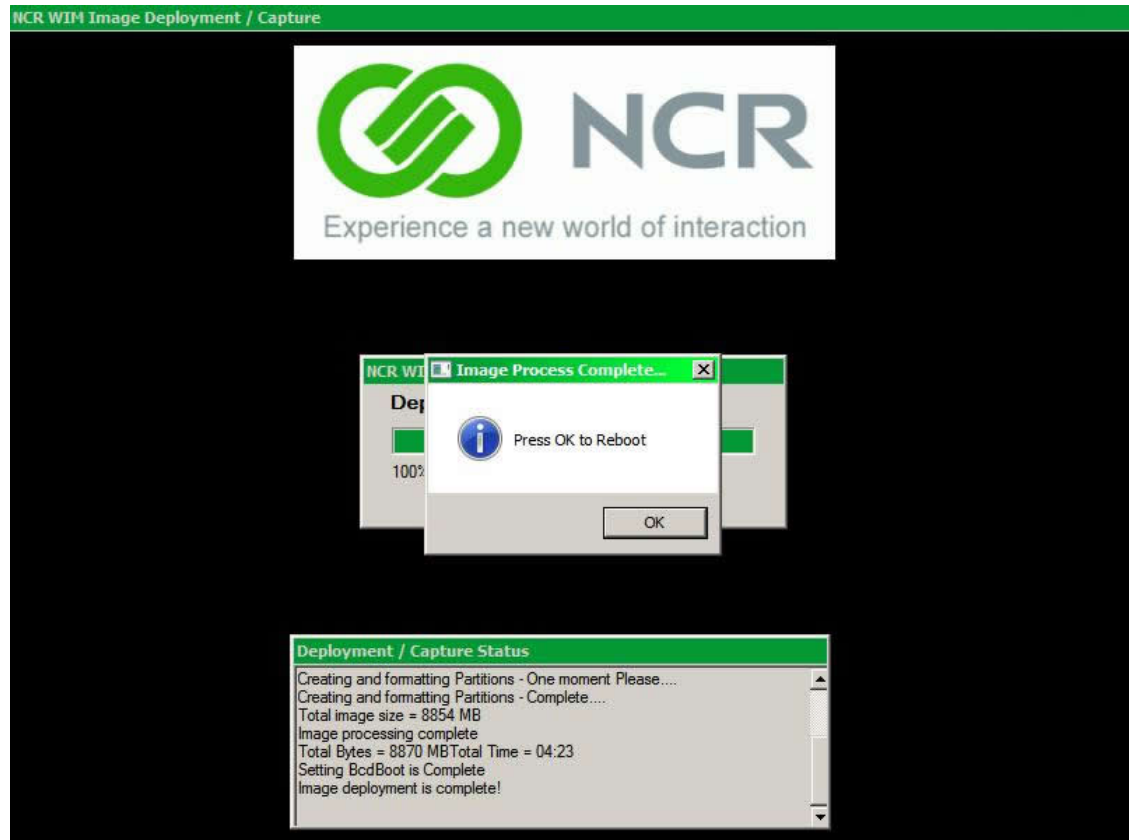 NCR WIM Image Deployment / Capture
NCR
Experience a new world of interaction
NCR WI
Image Process Complete...
Dep
Press OK to Reboot
100%
OK
Deployment / Capture Status
Creating and formatting Partitions - One moment Please....
Creating and formatting Partitions - Complete....
Total image size = 8854 MB
Image processing complete
Total Bytes = 8870 MBTotal Time = 04:23
Setting BcdBoot is Complete
Image deployment is complete!